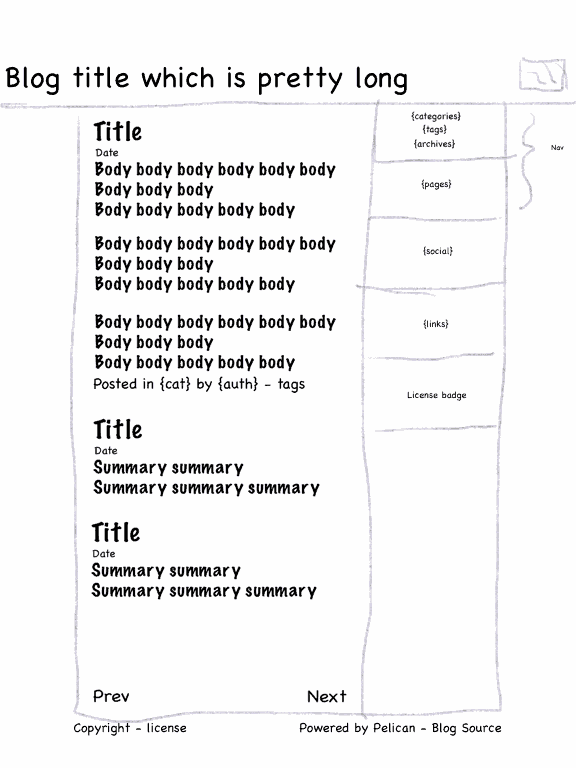 Blog title which is pretty long
Title
Date
Body body body body body body
Body body body
Body body body body body
Body body body body body body
Body body body
Body body body body body
Body body body body body body
Body body body
Body body body body body
Posted in {cat} by {auth} - tags
Title
Date
Summary summary
Summary summary summary
Title
Date
Summary summary
Summary summary summary
Prev
Next
{categories}
{tags}
{archives}
Nav
{pages}
{social}
{links}
License badge
Copyright - license
Powered by Pelican - Blog Source